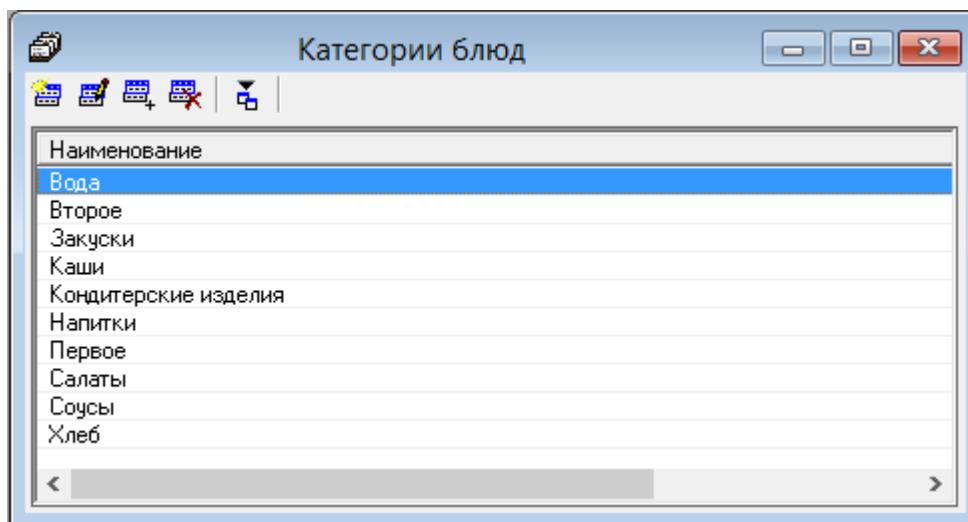 Категории блюд
Наименование
Вода
Второе
Закуски
Каши
Кондитерские изделия
Напитки
Первое
Салаты
Соусы
Хлеб